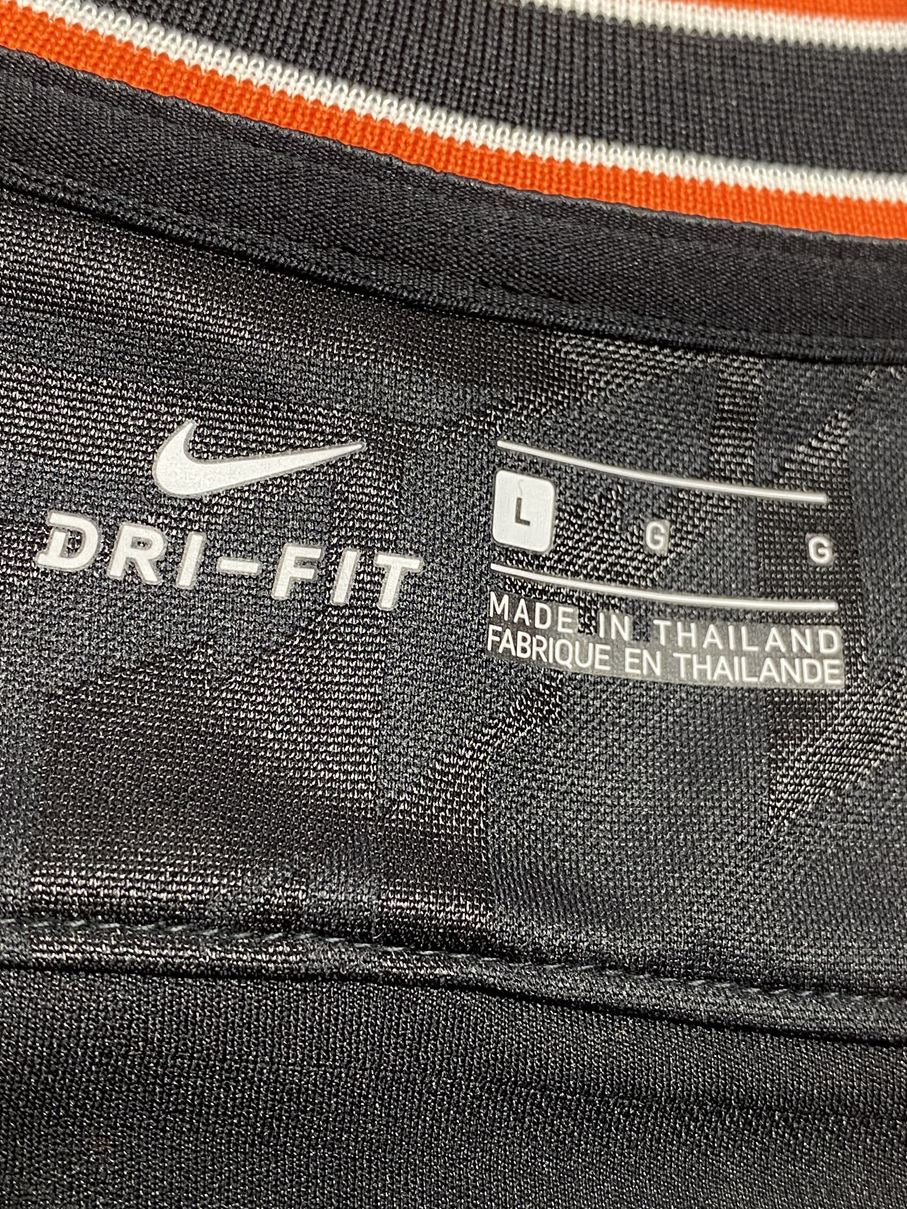 DRI-FIT
L G G
MADE IN THAILAND
FABRIQUE EN THAILANDE